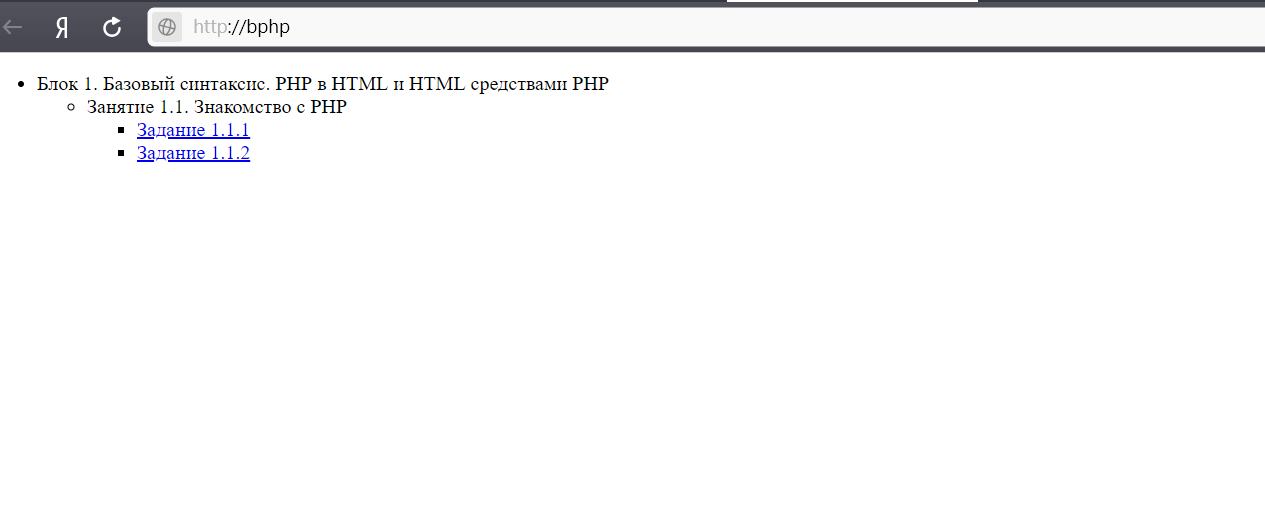 Я
http://bphp
Блок 1. Базовый синтаксис. PHP в HTML и HTML средствами PHP
Занятие 1.1. Знакомство с PHP
Задание 1.1.1
Задание 1.1.2